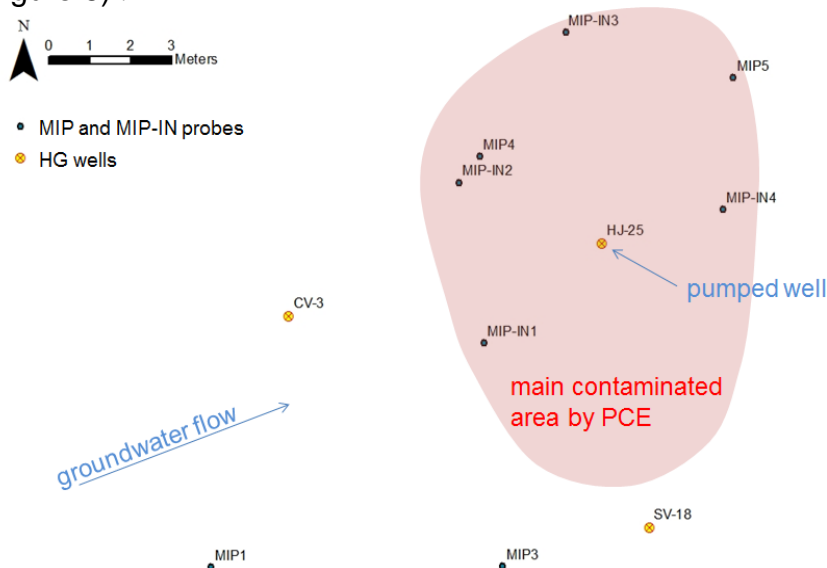 N
0 1 2 3
Meters
MIP and MIP-IN probes
HG wells
MIP-IN3
MIP5
MIP4
MIP-IN2
MIP-IN4
HJ-25
pumped well
CV-3
MIP-IN1
main contaminated
area by PCE
groundwater flow
SV-18
MIP1
MIP3